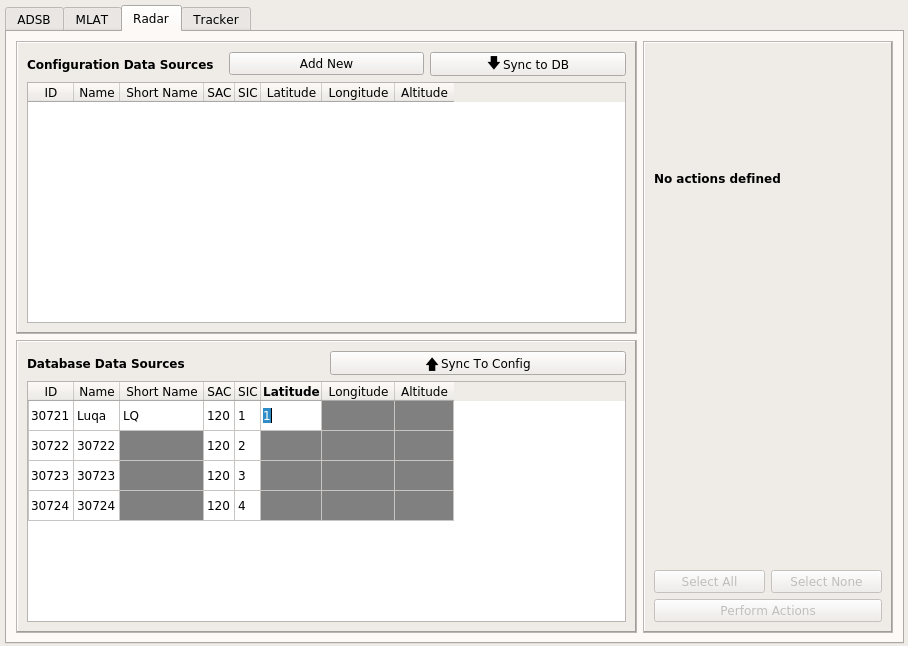 ADSB MLAT Radar Tracker
Configuration Data Sources Add New Sync to DB
ID Name Short Name SAC SIC Latitude Longitude Altitude
No actions defined
Database Data Sources Sync To Config
ID Name Short Name SAC SIC Latitude Longitude Altitude
30721 Luqa LQ 120 1 1
30722 30722 120 2
30723 30723 120 3
30724 30724 120 4
Select All Select None
Perform Actions